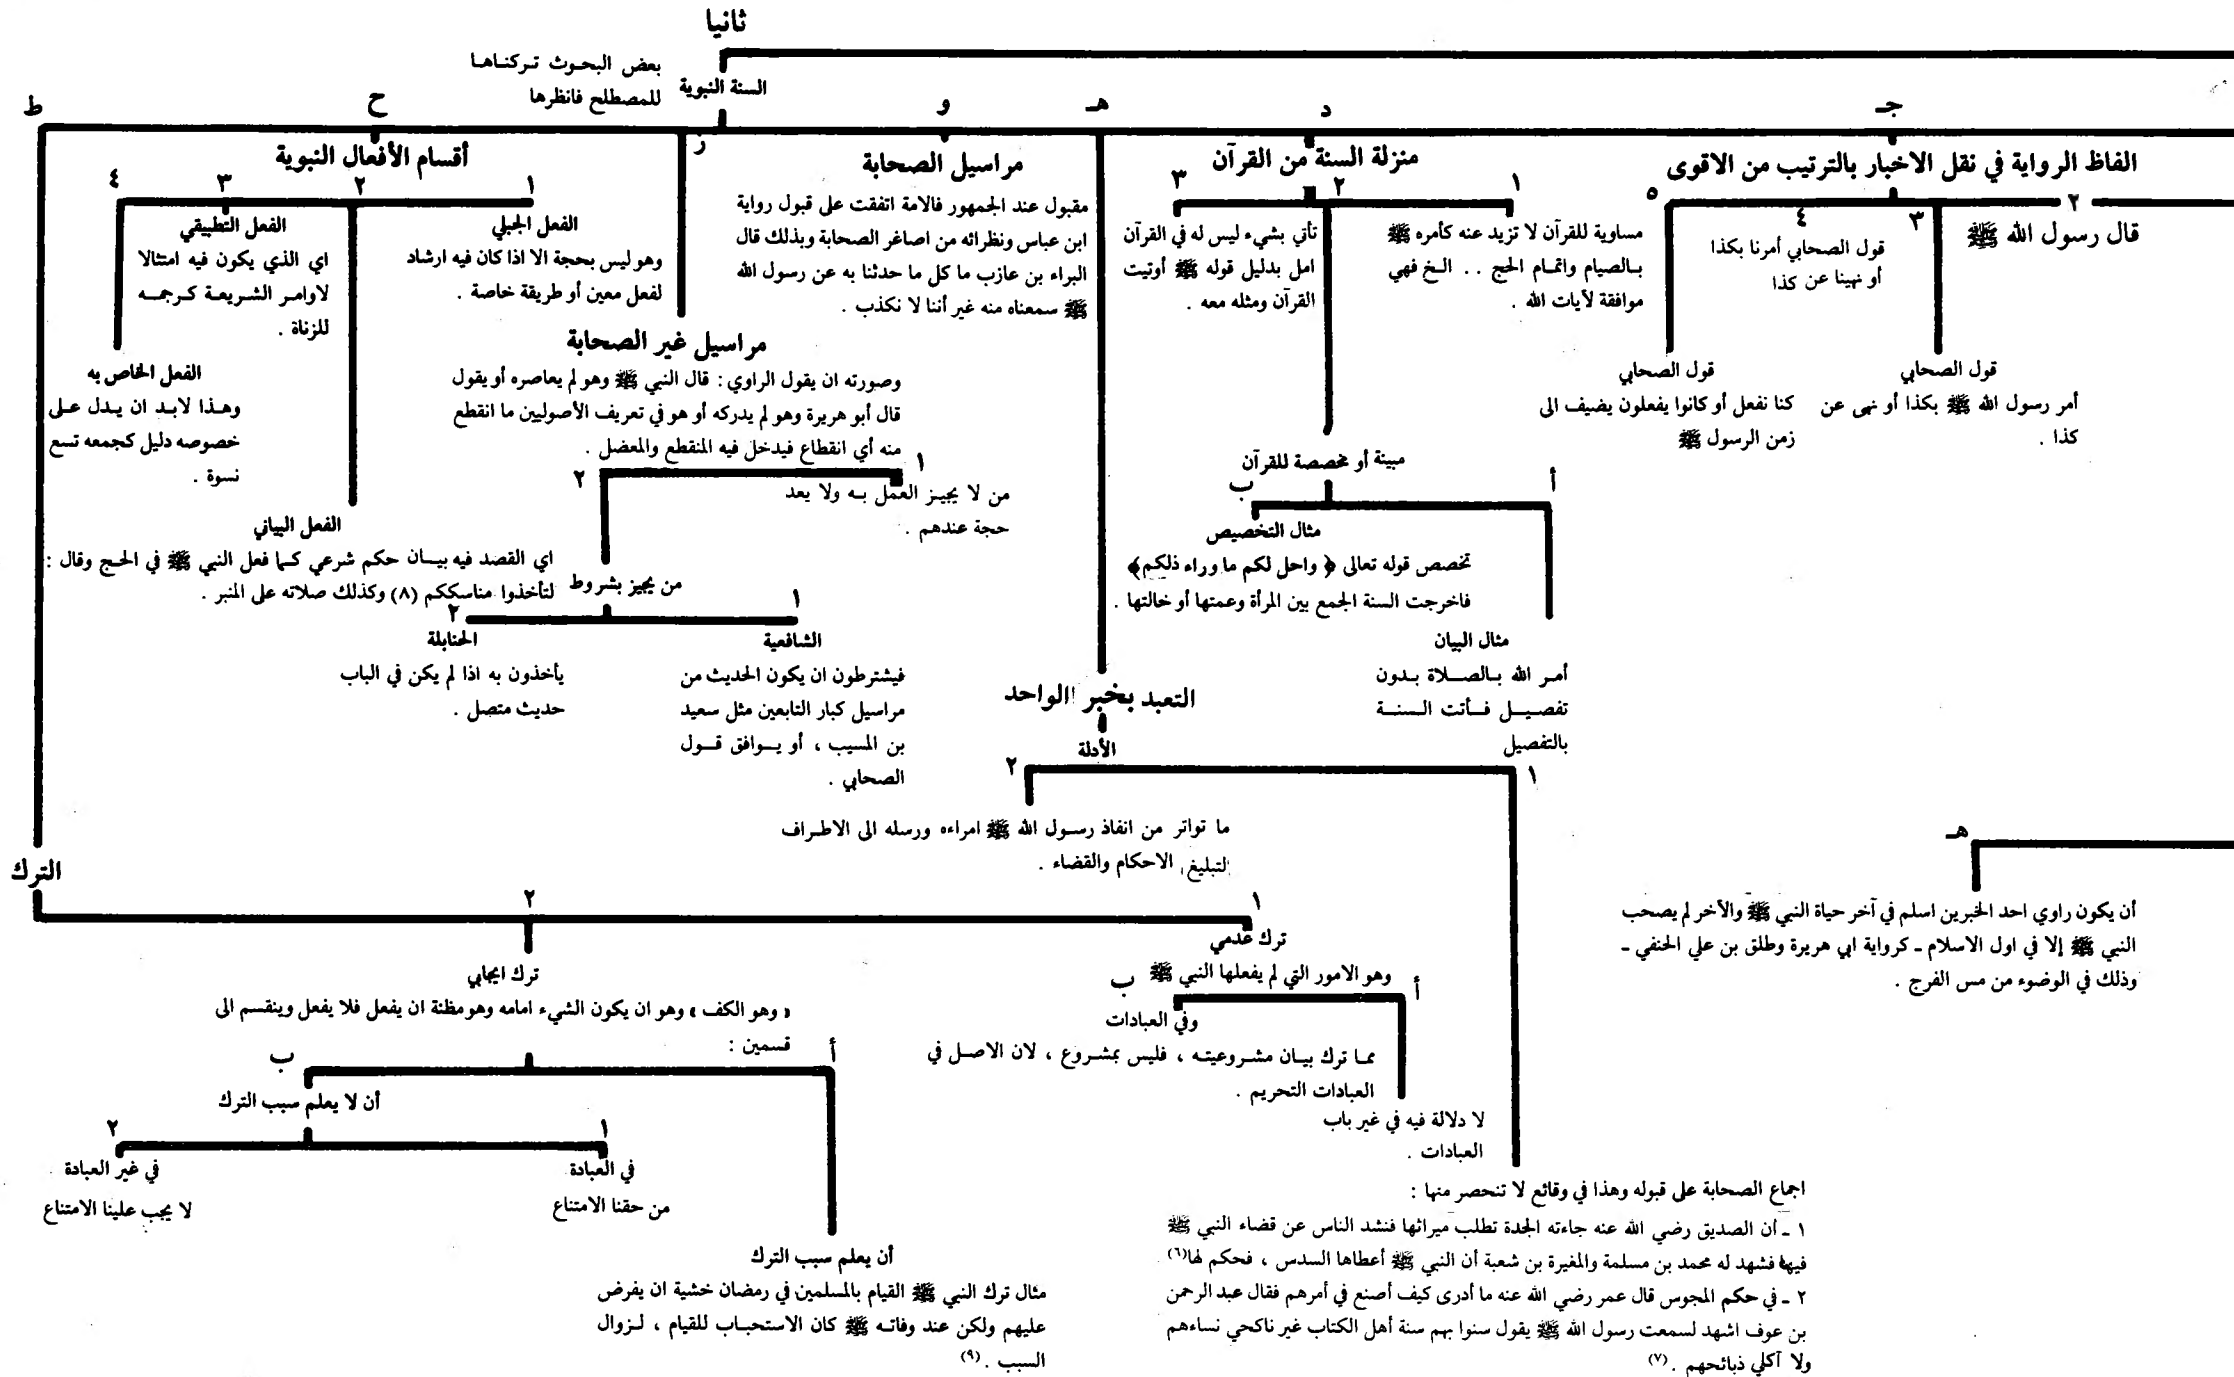 ثانيا
السنة النبوية
بعض البحوث تركناها
للمصطلح فانظرها
جـ
الفاظ الرواية في نقل الاخبار بالترتيب من الاقوى
٢
قال رسول الله ﷺ
٣
قول الصحابي
أمر رسول الله ﷺ بكذا أو نهى عن
كذا .
٤
قول الصحابي أمرنا بكذا
أو نهينا عن كذا
٥
قول الصحابي
كنا نفعل أو كانوا يفعلون يضيف الى
زمن الرسول ﷺ
د
منزلة السنة من القرآن
١
مساوية للقرآن لا تزيد عنه كأمره ﷺ
بالصيام واتمام الحج . . الخ فهي
موافقة لآيات الله .
٢
مبينة أو مخصصة للقرآن
أ
مثال البيان
أمر الله بالصلاة بدون
تفصيل فأتت السنة
بالتفصيل
ب
مثال التخصيص
تخصص قوله تعالى ﴿ واحل لكم ما وراء ذلكم﴾
فاخرجت السنة الجمع بين المرأة وعمتها أو خالتها .
٣
تأتي بشيء ليس له في القرآن
امل بدليل قوله ﷺ أوتيت
القرآن ومثله معه .
هـ
التعبد بخبر الواحد
الأدلة
١
اجماع الصحابة على قبوله وهذا في وقائع لا تنحصر منها :
١ ـ أن الصديق رضي الله عنه جاءته الجدة تطلب ميراثها فنشد الناس عن قضاء النبي ﷺ
فيها فشهد له محمد بن مسلمة والمغيرة بن شعبة أن النبي ﷺ أعطاها السدس ، فحكم لها(٦)
٢ ـ في حكم المجوس قال عمر رضي الله عنه ما أدرى كيف أصنع في أمرهم فقال عبد الرحمن
بن عوف اشهد لسمعت رسول الله ﷺ يقول سنوا بهم سنة أهل الكتاب غير ناكحي نساءهم
ولا آكلي ذبائحهم .(٧)
٢
ما تواتر من انفاذ رسول الله ﷺ امراءه ورسله الى الاطراف
لتبليغ الاحكام والقضاء .
و
مراسيل الصحابة
مقبول عند الجمهور فالامة اتفقت على قبول رواية
ابن عباس ونظرائه من اصاغر الصحابة وبذلك قال
البراء بن عازب ما كل ما حدثنا به عن رسول الله
ﷺ سمعناه منه غير أننا لا نكذب .
ز
مراسيل غير الصحابة
وصورته ان يقول الراوي : قال النبي ﷺ وهو لم يعاصره أو يقول
قال أبو هريرة وهو لم يدركه أو هو في تعريف الأصوليين ما انقطع
منه أي انقطاع فيدخل فيه المنقطع والمعضل .
١
من لا يجيز العمل به ولا يعد
حجة عندهم .
٢
من يجيز بشروط
١
الشافعية
فيشترطون ان يكون الحديث من
مراسيل كبار التابعين مثل سعيد
بن المسيب ، أو يوافق قول
الصحابي .
٢
الحنابلة
يأخذون به اذا لم يكن في الباب
حديث متصل .
ح
أقسام الأفعال النبوية
١
الفعل الجبلي
وهو ليس بحجة الا اذا كان فيه ارشاد
لفعل معين أو طريقة خاصة .
٢
الفعل البياني
اي القصد فيه بيان حكم شرعي كما فعل النبي ﷺ في الحج وقال :
لتأخذوا مناسككم (٨) وكذلك صلاته على المنبر .
٣
الفعل التطبيقي
اي الذي يكون فيه امتثالا
لاوامر الشريعة كرجمه
للزناة .
٤
الفعل الخاص به
وهذا لابد ان يدل على
خصوصه دليل كجمعه تسع
نسوة .
ط
الترك
١
ترك عدمي
وهو الامور التي لم يفعلها النبي ﷺ
أ
لا دلالة فيه في غير باب
العبادات .
ب
وفي العبادات
مما ترك بيان مشروعيته ، فليس بمشروع ، لان الاصل في
العبادات التحريم .
٢
ترك ايجابي
« وهو الكف » وهو ان يكون الشيء امامه وهو مظنة ان يفعل فلا يفعل وينقسم الى
قسمين :
أ
أن يعلم سبب الترك
مثال ترك النبي ﷺ القيام بالمسلمين في رمضان خشية ان يفرض
عليهم ولكن عند وفاته ﷺ كان الاستحباب للقيام ، لزوال
السبب .(٩)
ب
أن لا يعلم سبب الترك
١
في العبادة
من حقنا الامتناع
٢
في غير العبادة
لا يجب علينا الامتناع
هـ
أن يكون راوي احد الخبرين اسلم في آخر حياة النبي ﷺ والآخر لم يصحب
النبي ﷺ إلا في اول الاسلام ـ كرواية ابي هريرة وطلق بن علي الحنفي ـ
وذلك في الوضوء من مس الفرج .